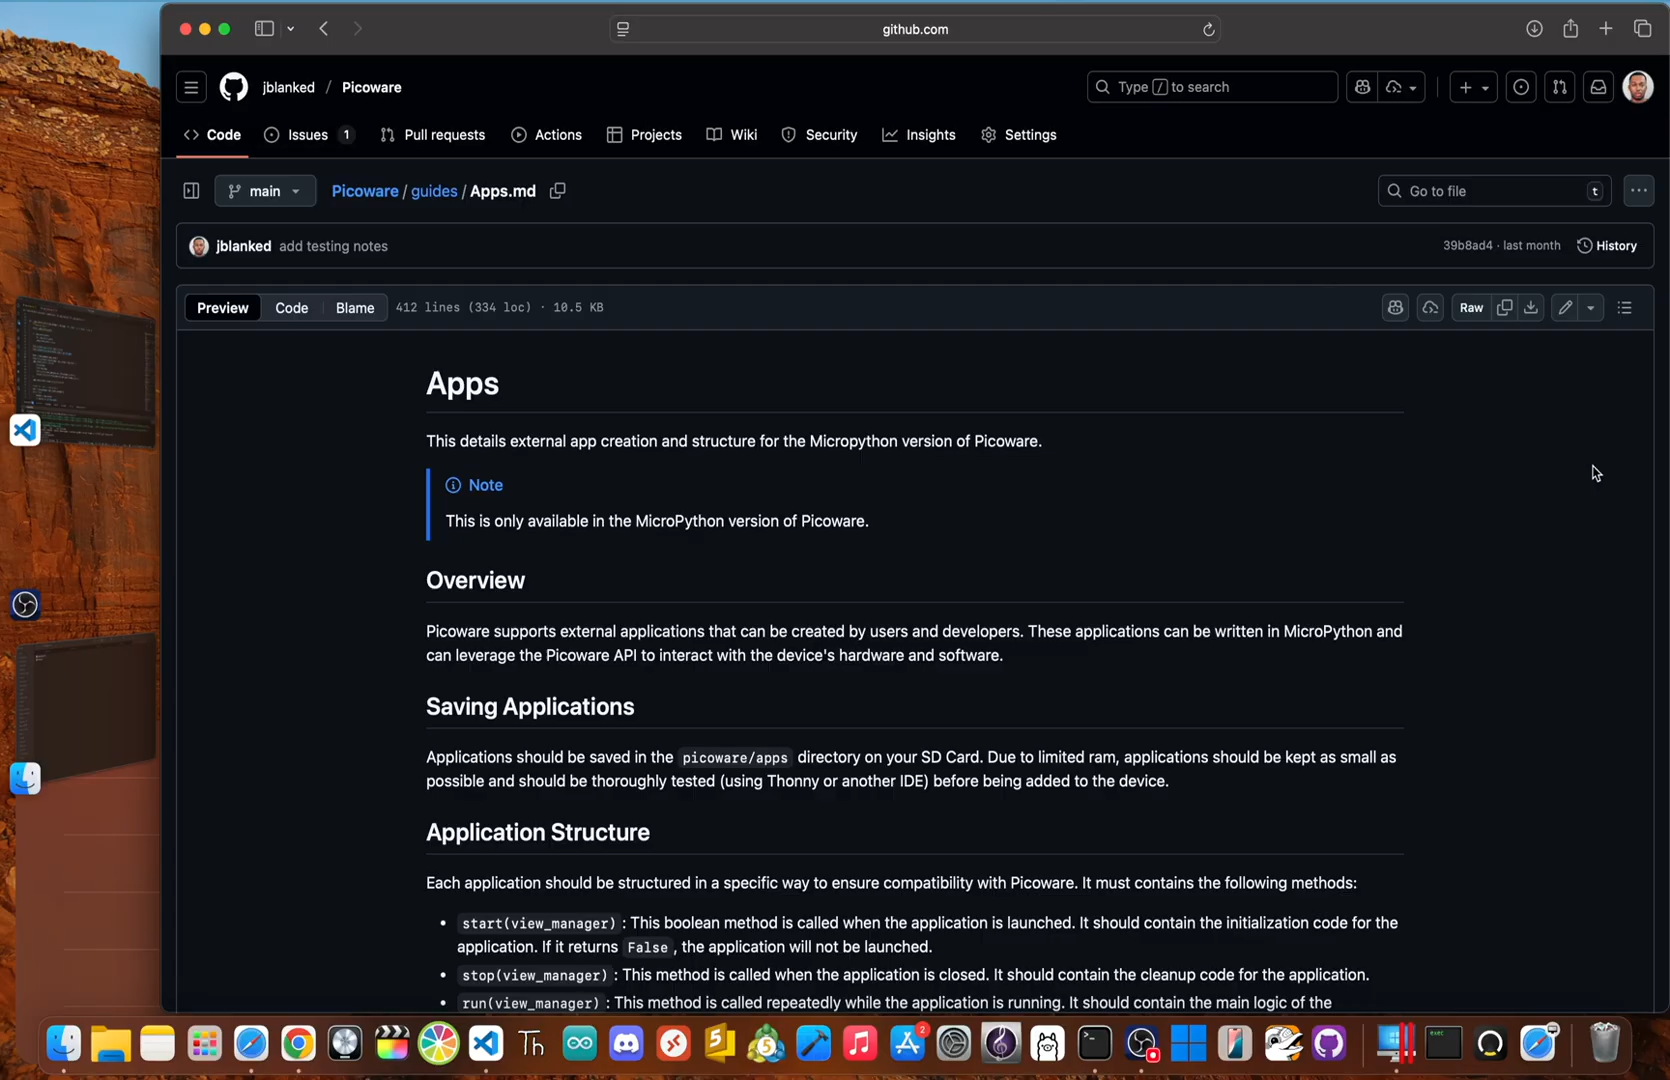 github.com
jblanked / Picoware
Type / to search
Code
Issues 1
Pull requests
Actions
Projects
Wiki
Security
Insights
Settings
main
Picoware / guides / Apps.md
Go to file t
jblanked add testing notes
39b8ad4 · last month
History
Preview
Code
Blame
412 lines (334 loc) · 10.5 KB
Raw
Apps
This details external app creation and structure for the Micropython version of Picoware.
Note
This is only available in the MicroPython version of Picoware.
Overview
Picoware supports external applications that can be created by users and developers. These applications can be written in MicroPython and
can leverage the Picoware API to interact with the device's hardware and software.
Saving Applications
Applications should be saved in the picoware/apps directory on your SD Card. Due to limited ram, applications should be kept as small as
possible and should be thoroughly tested (using Thonny or another IDE) before being added to the device.
Application Structure
Each application should be structured in a specific way to ensure compatibility with Picoware. It must contains the following methods:
• start(view_manager) : This boolean method is called when the application is launched. It should contain the initialization code for the
application. If it returns False , the application will not be launched.
• stop(view_manager) : This method is called when the application is closed. It should contain the cleanup code for the application.
• run(view_manager) : This method is called repeatedly while the application is running. It should contain the main logic of the
Th
5
5
2
exec